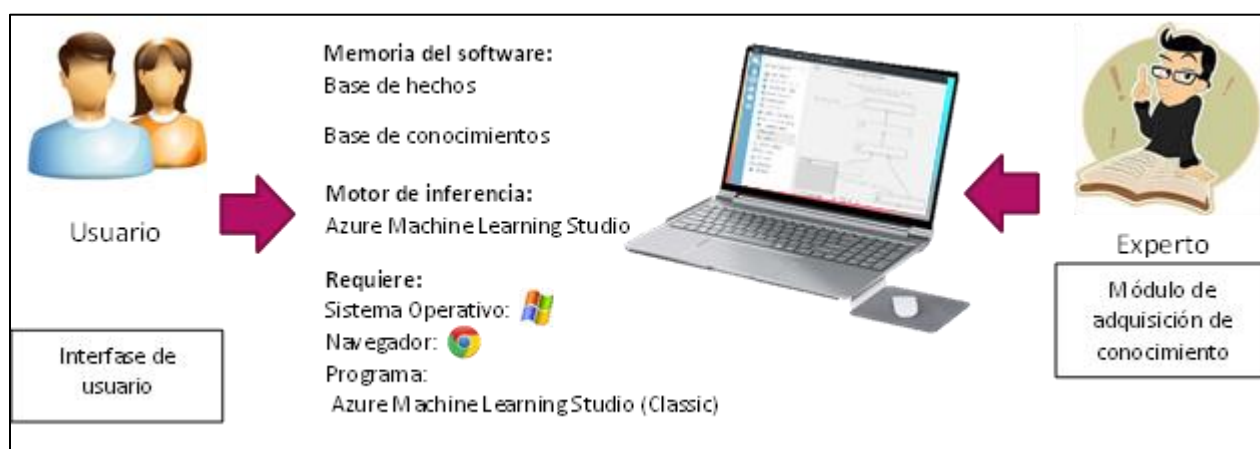 Usuario
Interfase de
usuario
Memoria del software:
Base de hechos
Base de conocimientos
Motor de inferencia:
Azure Machine Learning Studio
Requiere:
Sistema Operativo:
Navegador:
Programa:
Azure Machine Learning Studio (Classic)
Experto
Módulo de
adquisición de
conocimiento